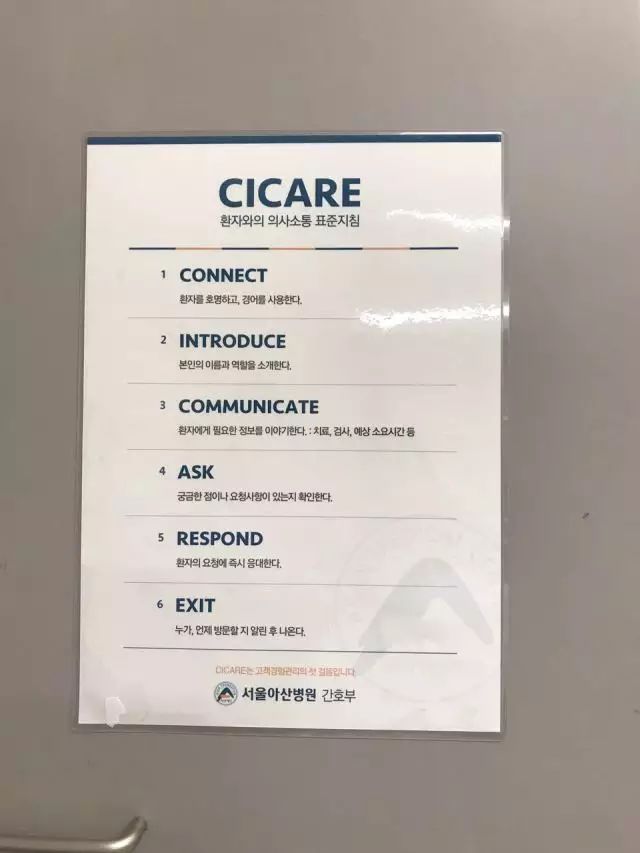 CICARE
환자와의 의사소통 표준지침
1 CONNECT
환자를 호명하고, 경어를 사용한다.
2 INTRODUCE
본인의 이름과 역할을 소개한다.
3 COMMUNICATE
환자에게 필요한 정보를 이야기한다. : 치료, 검사, 예상 소요시간 등
4 ASK
궁금한 점이나 요청사항이 있는지 확인한다.
5 RESPOND
환자의 요청에 즉시 응대한다.
6 EXIT
누가, 언제 방문할 지 알린 후 나온다.
CICARE는 고객경험관리의 첫 걸음입니다.
서울아산병원 간호부